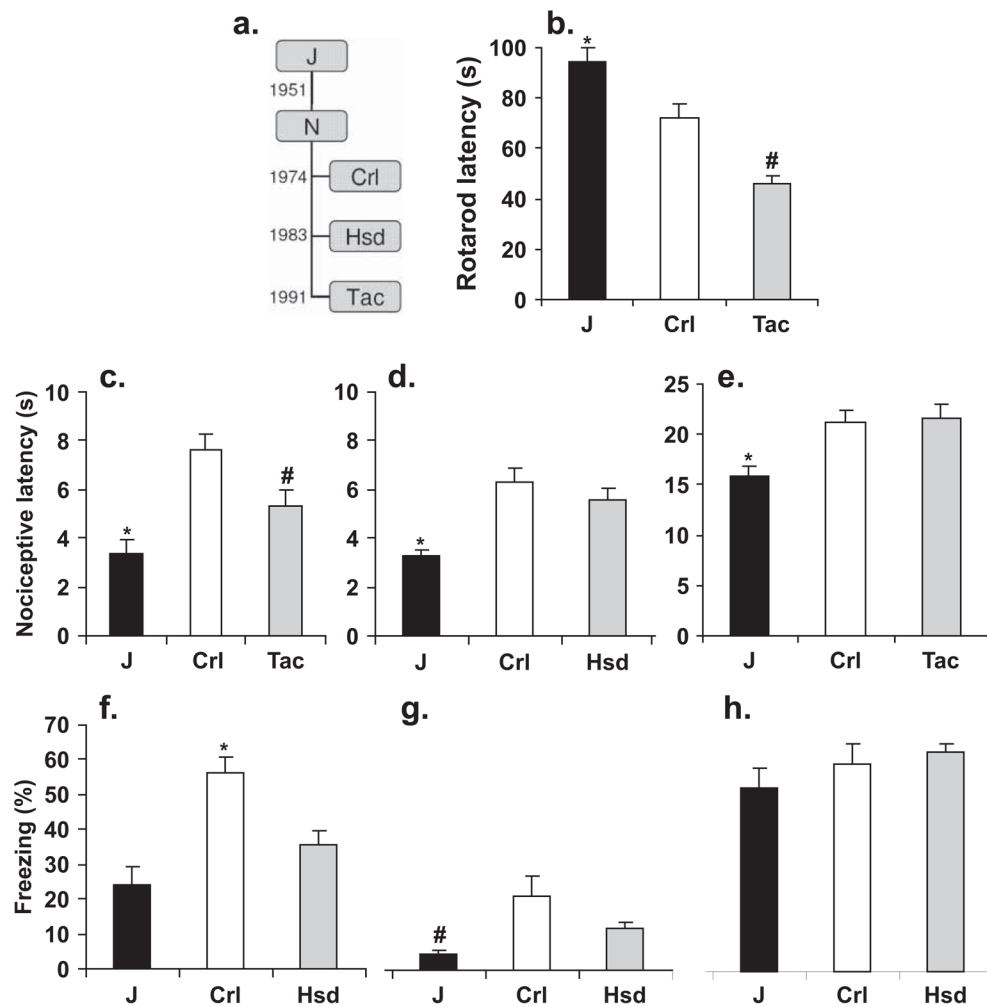 a.
J
1951
N
1974 Crl
1983 Hsd
1991 Tac
b.
Rotarod latency (s)
100
80
60
40
20
0
*
#
J Crl Tac
c.
Nociceptive latency (s)
10
8
6
4
2
0
*
#
J Crl Tac
d.
10
8
6
4
2
0
*
J Crl Hsd
e.
25
20
15
10
5
0
*
J Crl Tac
f.
Freezing (%)
70
60
50
40
30
20
10
0
*
J Crl Hsd
g.
#
J Crl Hsd
h.
J Crl Hsd